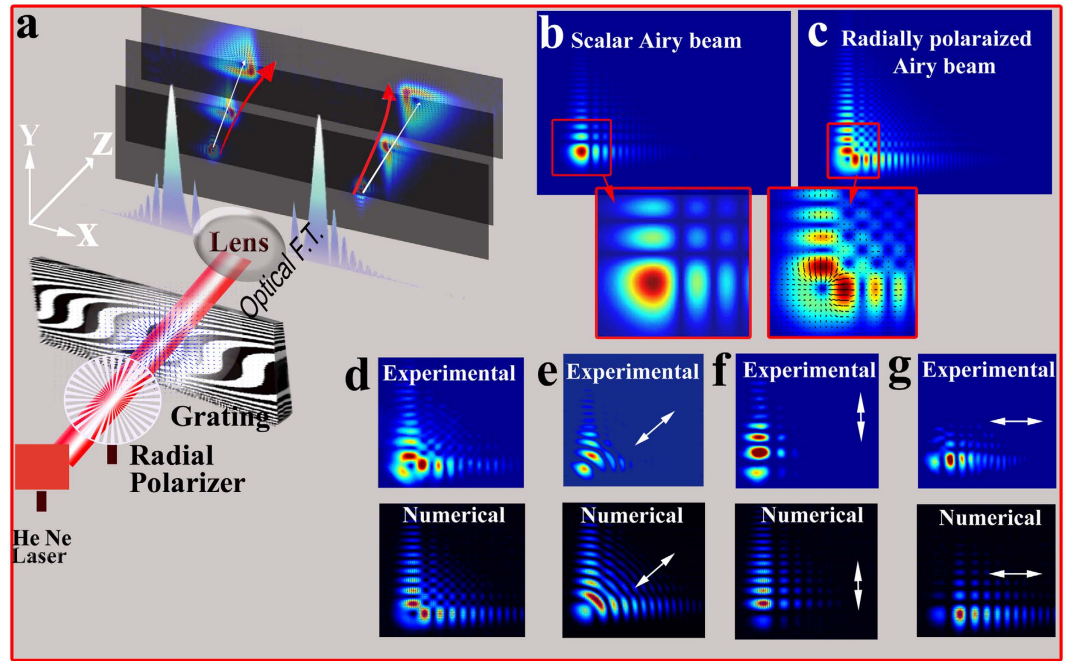 a
Y
Z
X
Lens
Optical F.T.
Grating
Radial
Polarizer
He Ne
Laser
b
Scalar Airy beam
c
Radially polaraized
Airy beam
d
Experimental
Numerical
e
Experimental
Numerical
f
Experimental
Numerical
g
Experimental
Numerical